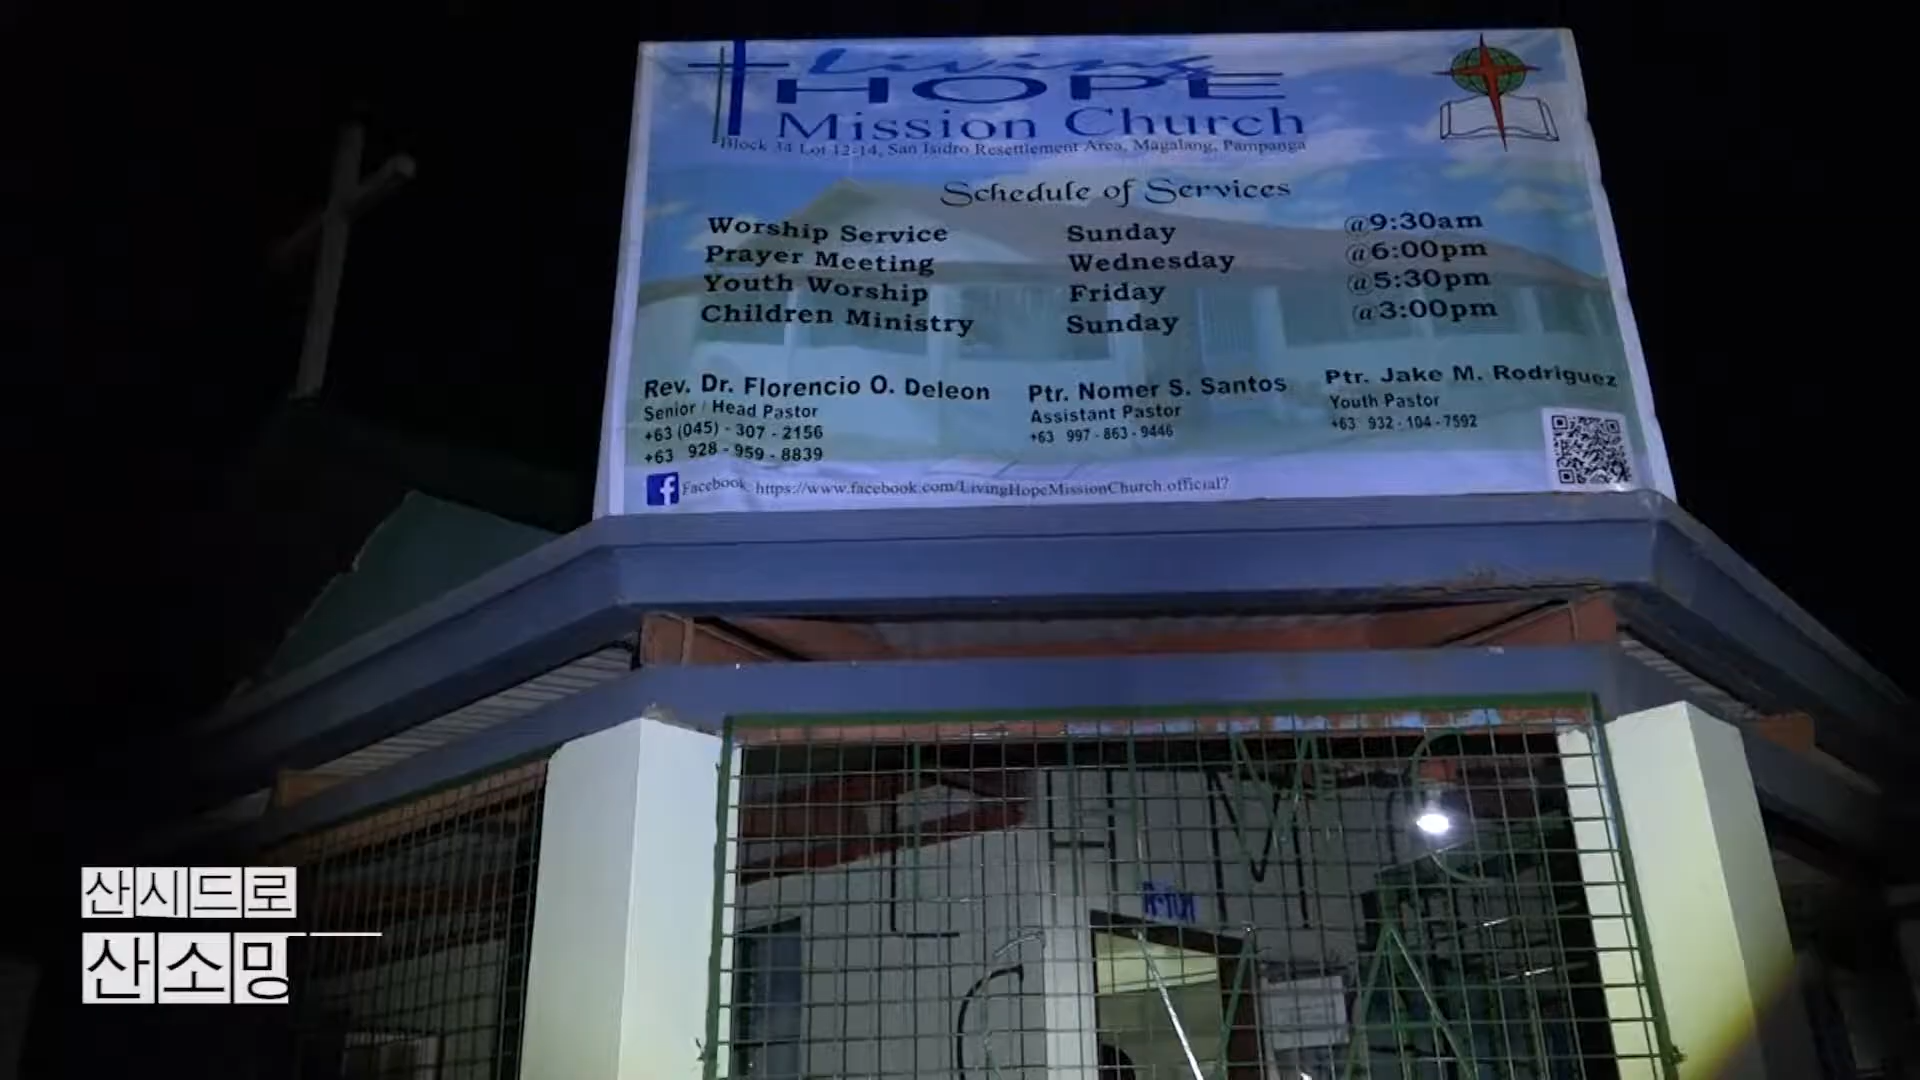 Living
HOPE
Mission Church
Block 34 Lot 12-14, San Isidro Resettlement Area, Magalang, Pampanga
Schedule of Services
Worship Service Sunday @9:30am
Prayer Meeting Wednesday @6:00pm
Youth Worship Friday @5:30pm
Children Ministry Sunday @3:00pm
Rev. Dr. Florencio O. Deleon
Senior / Head Pastor
+63 (045) - 307 - 2156
+63 928 - 959 - 8839
Ptr. Nomer S. Santos
Assistant Pastor
+63 997 - 863 - 9446
Ptr. Jake M. Rodriguez
Youth Pastor
+63 932 - 104 - 7592
Facebook: https://www.facebook.com/LivingHopeMissionChurch.official?
L H M C
산시드로
산소망